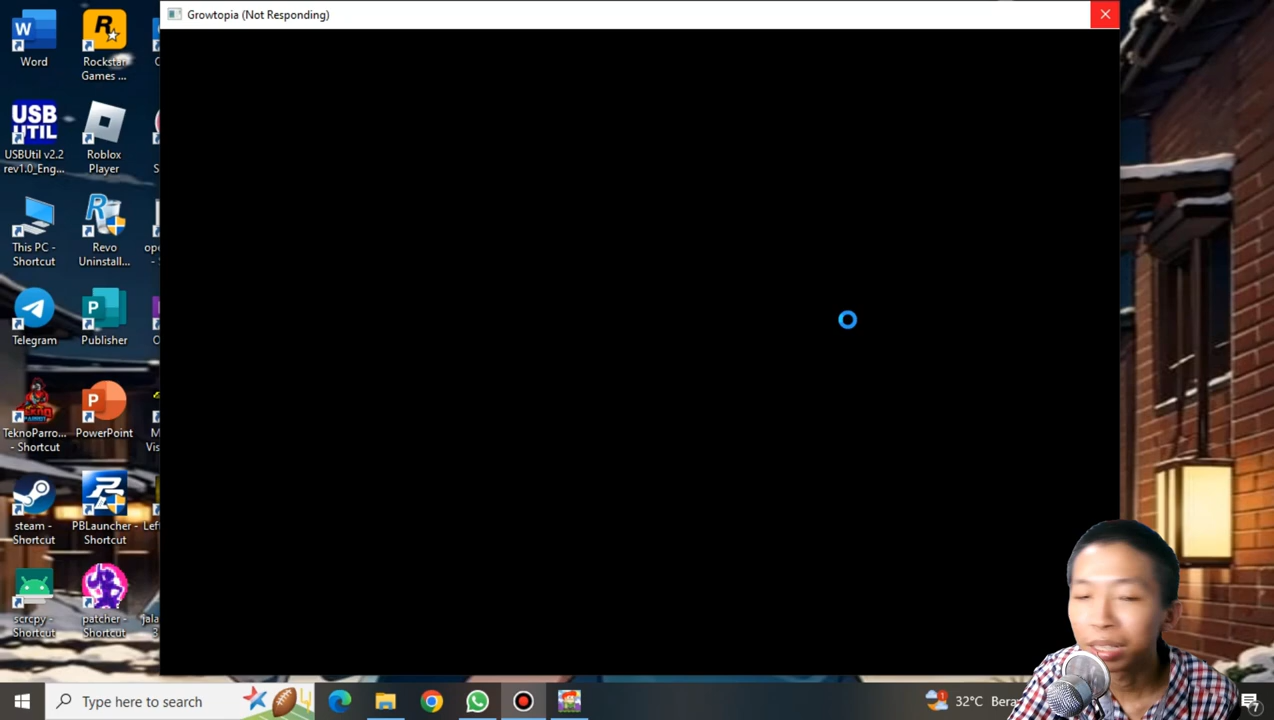 Growtopia (Not Responding)
Word
Rockstar
Games ...
USB
UTIL
USBUtil v2.2
rev1.0_Eng...
Roblox
Player
This PC -
Shortcut
Revo
Uninstall...
Telegram
Publisher
TeknoParro...
- Shortcut
PowerPoint
steam -
Shortcut
PBLauncher -
Shortcut
scrcpy -
Shortcut
patcher -
Shortcut
Type here to search
32°C